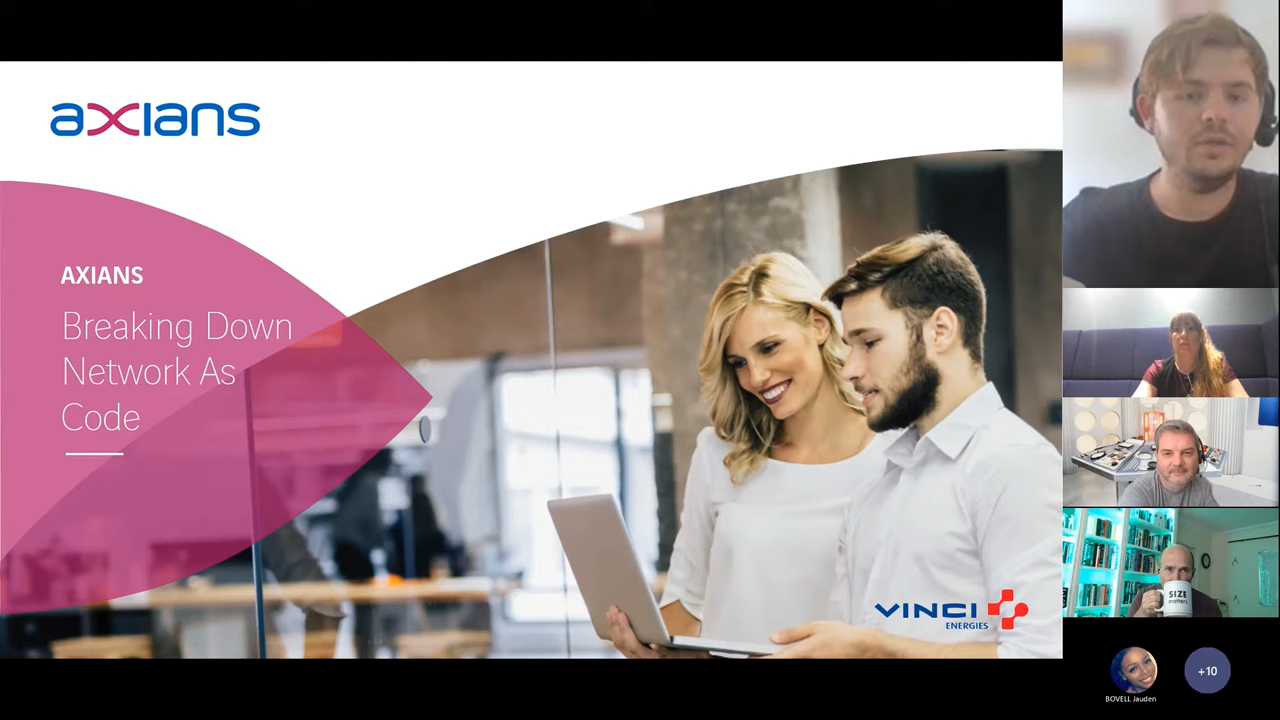 axians
AXIANS
Breaking Down
Network As
Code
VINCI
ENERGIES
SIZE
matters
BOVELL Jauden
+10